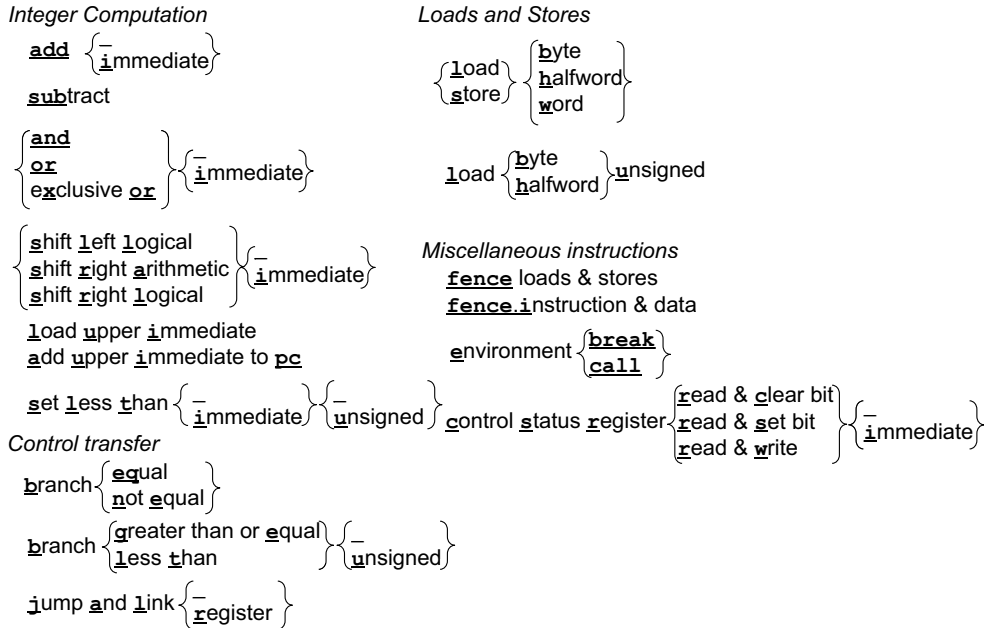 Integer Computation
add { _ immediate }
subtract
{ and
or
exclusive or } { _ immediate }
{ shift left logical
shift right arithmetic
shift right logical } { _ immediate }
load upper immediate
add upper immediate to pc
set less than { _ immediate } { _ unsigned }
Control transfer
branch { equal
not equal }
branch { greater than or equal
less than } { _ unsigned }
jump and link { _ register }
Loads and Stores
{ load
store } { byte
halfword
word }
load { byte
halfword } unsigned
Miscellaneous instructions
fence loads & stores
fence.instruction & data
environment { break
call }
control status register { read & clear bit
read & set bit
read & write } { _ immediate }